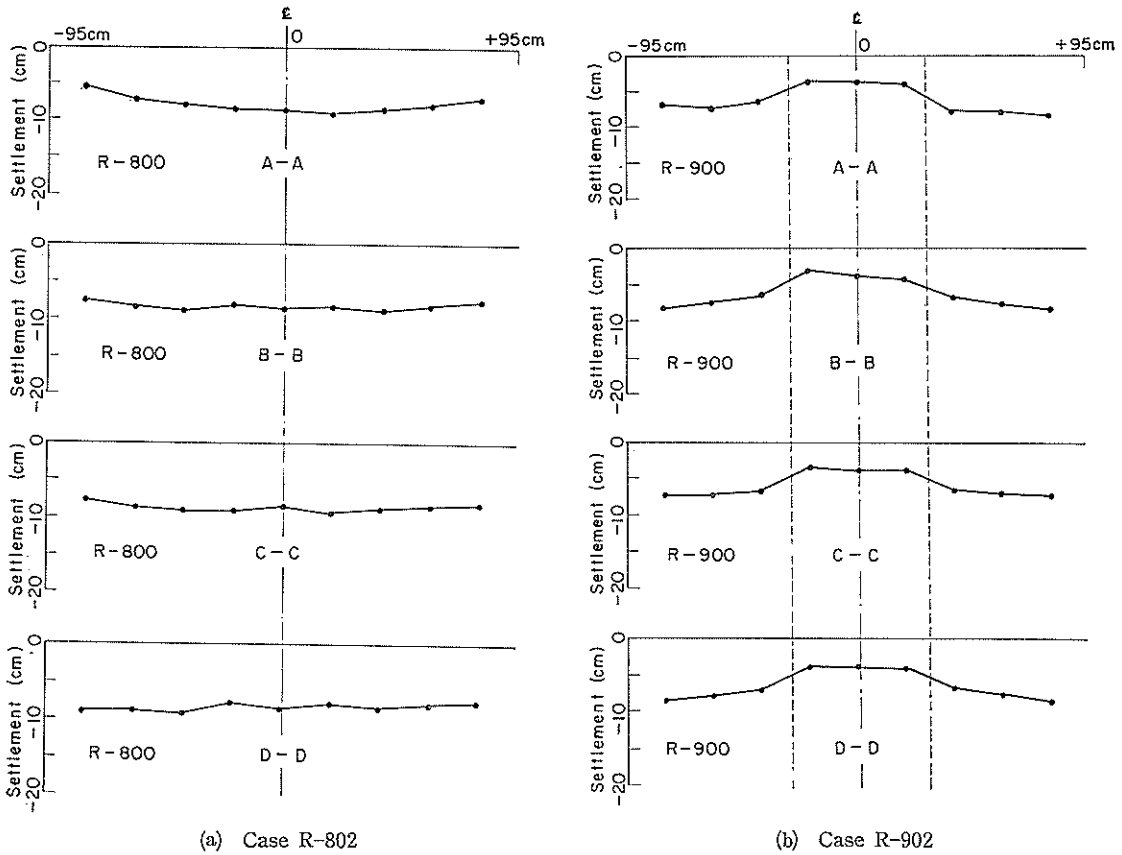 ℄
-95cm
0
+95cm
Settlement (cm)
0
-10
-20
R-800
A-A
Settlement (cm)
0
-10
-20
R-800
B-B
Settlement (cm)
0
-10
-20
R-800
C-C
Settlement (cm)
0
-10
-20
R-800
D-D
(a) Case R-802
℄
-95cm
0
+95cm
Settlement (cm)
0
-10
-20
R-900
A-A
Settlement (cm)
0
-10
-20
R-900
B-B
Settlement (cm)
0
-10
-20
R-900
C-C
Settlement (cm)
0
-10
-20
R-900
D-D
(b) Case R-902